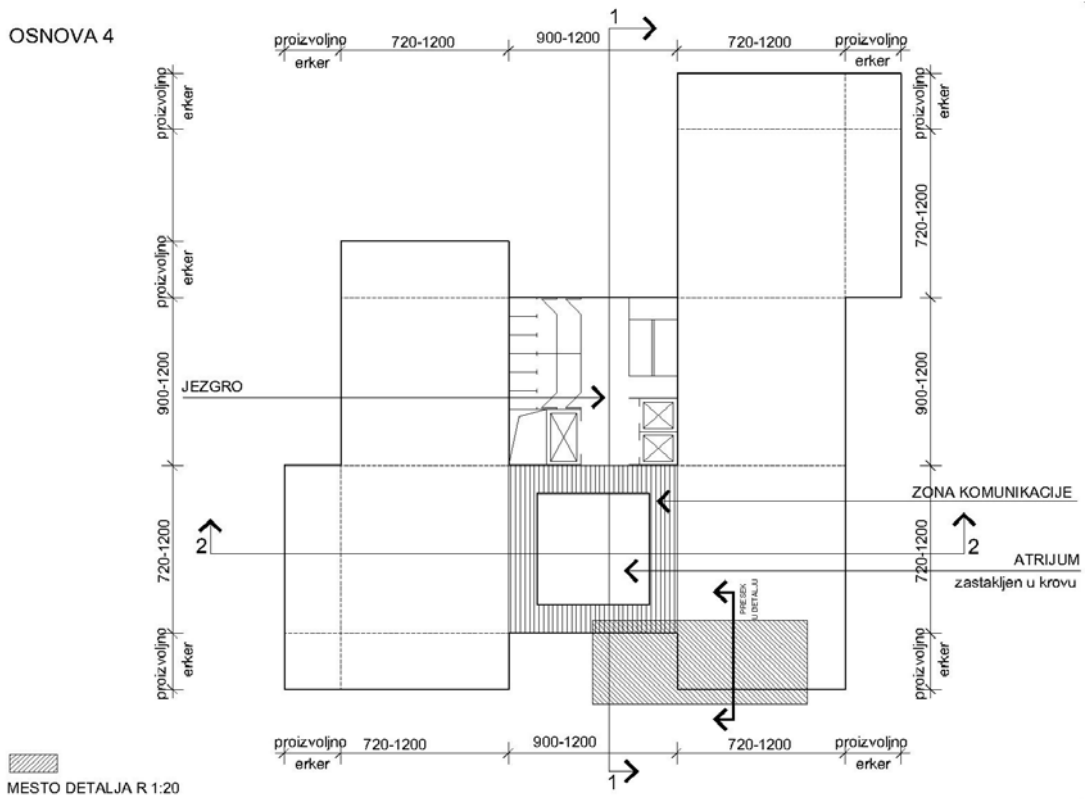 OSNOVA 4
1
proizvoljno
720-1200
900-1200
720-1200
proizvoljno
erker
erker
proizvoljno
erker
proizvoljno
erker
720-1200
proizvoljno
erker
900-1200
900-1200
JEZGRO
ZONA KOMUNIKACIJE
720-1200
2
2
720-1200
ATRIJUM
zastakljen u krovu
PRESEK
U DETALJU
proizvoljno
erker
proizvoljno
erker
proizvoljno
720-1200
900-1200
720-1200
proizvoljno
erker
erker
1
MESTO DETALJA R 1:20